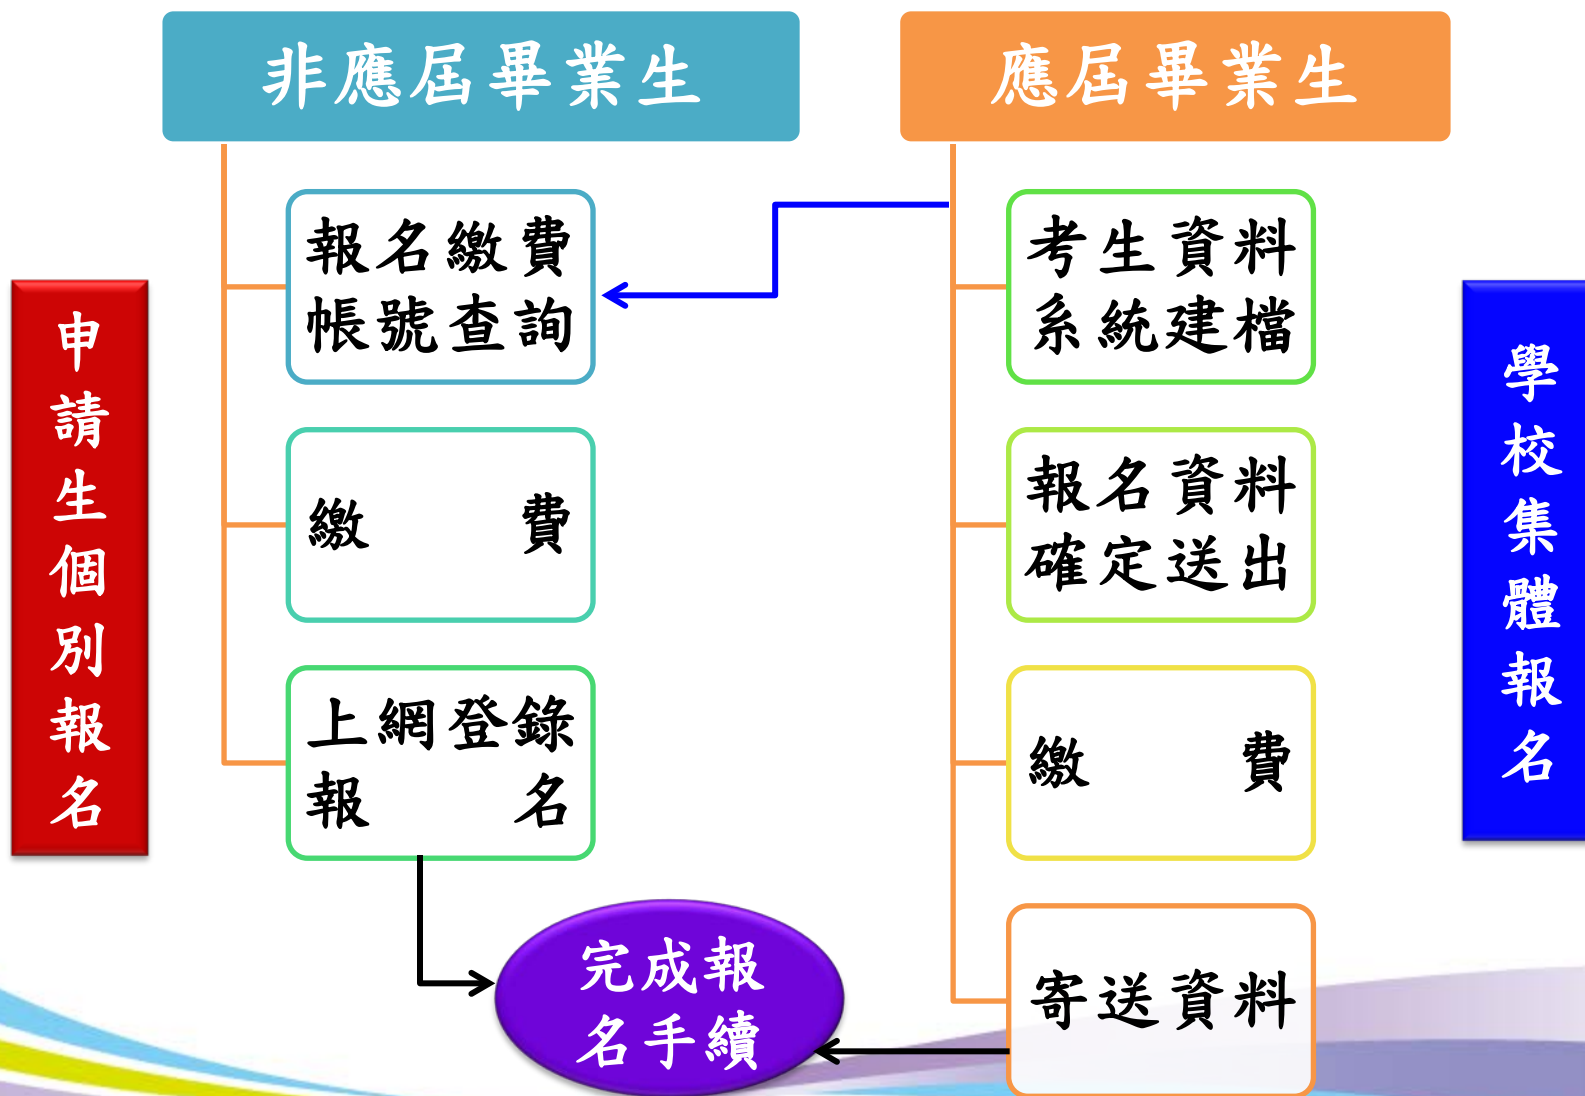 非應屆畢業生
應屆畢業生
申請生個別報名
報名繳費
帳號查詢
繳費
上網登錄
報名
考生資料
系統建檔
報名資料
確定送出
繳費
寄送資料
學校集體報名
完成報
名手續